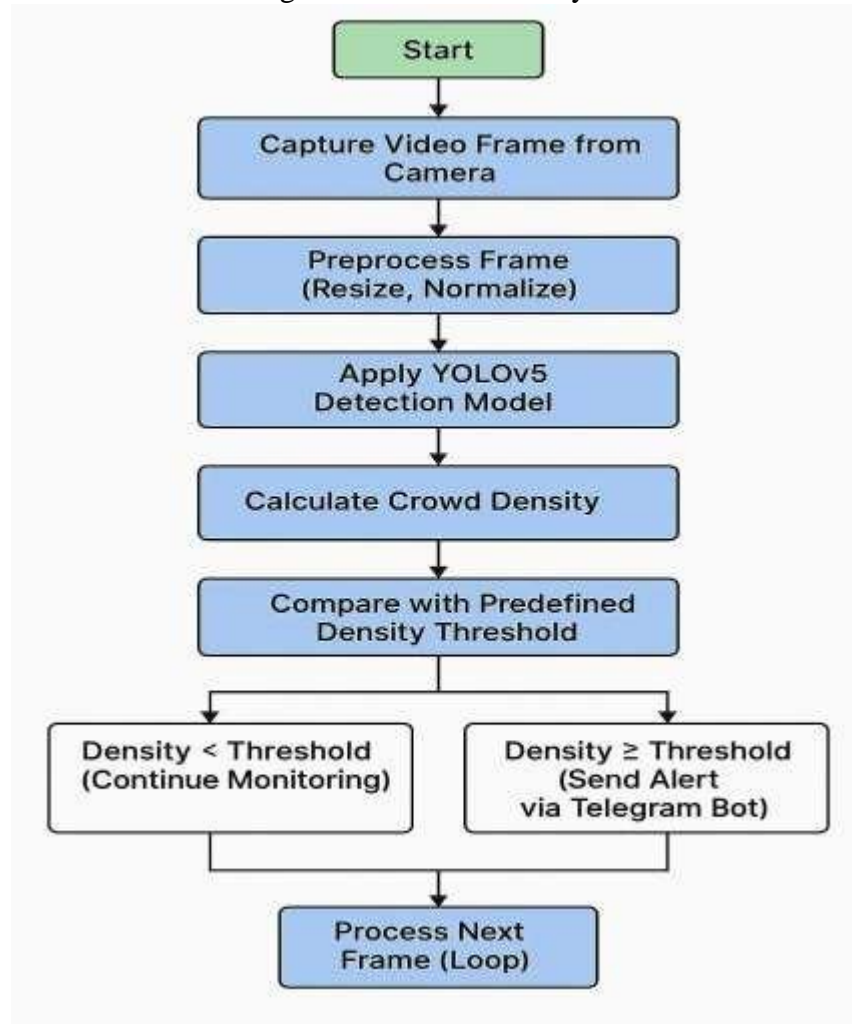 Start
Capture Video Frame from
Camera
Preprocess Frame
(Resize, Normalize)
Apply YOLOv5
Detection Model
Calculate Crowd Density
Compare with Predefined
Density Threshold
Density < Threshold
(Continue Monitoring)
Density ≥ Threshold
(Send Alert
via Telegram Bot)
Process Next
Frame (Loop)